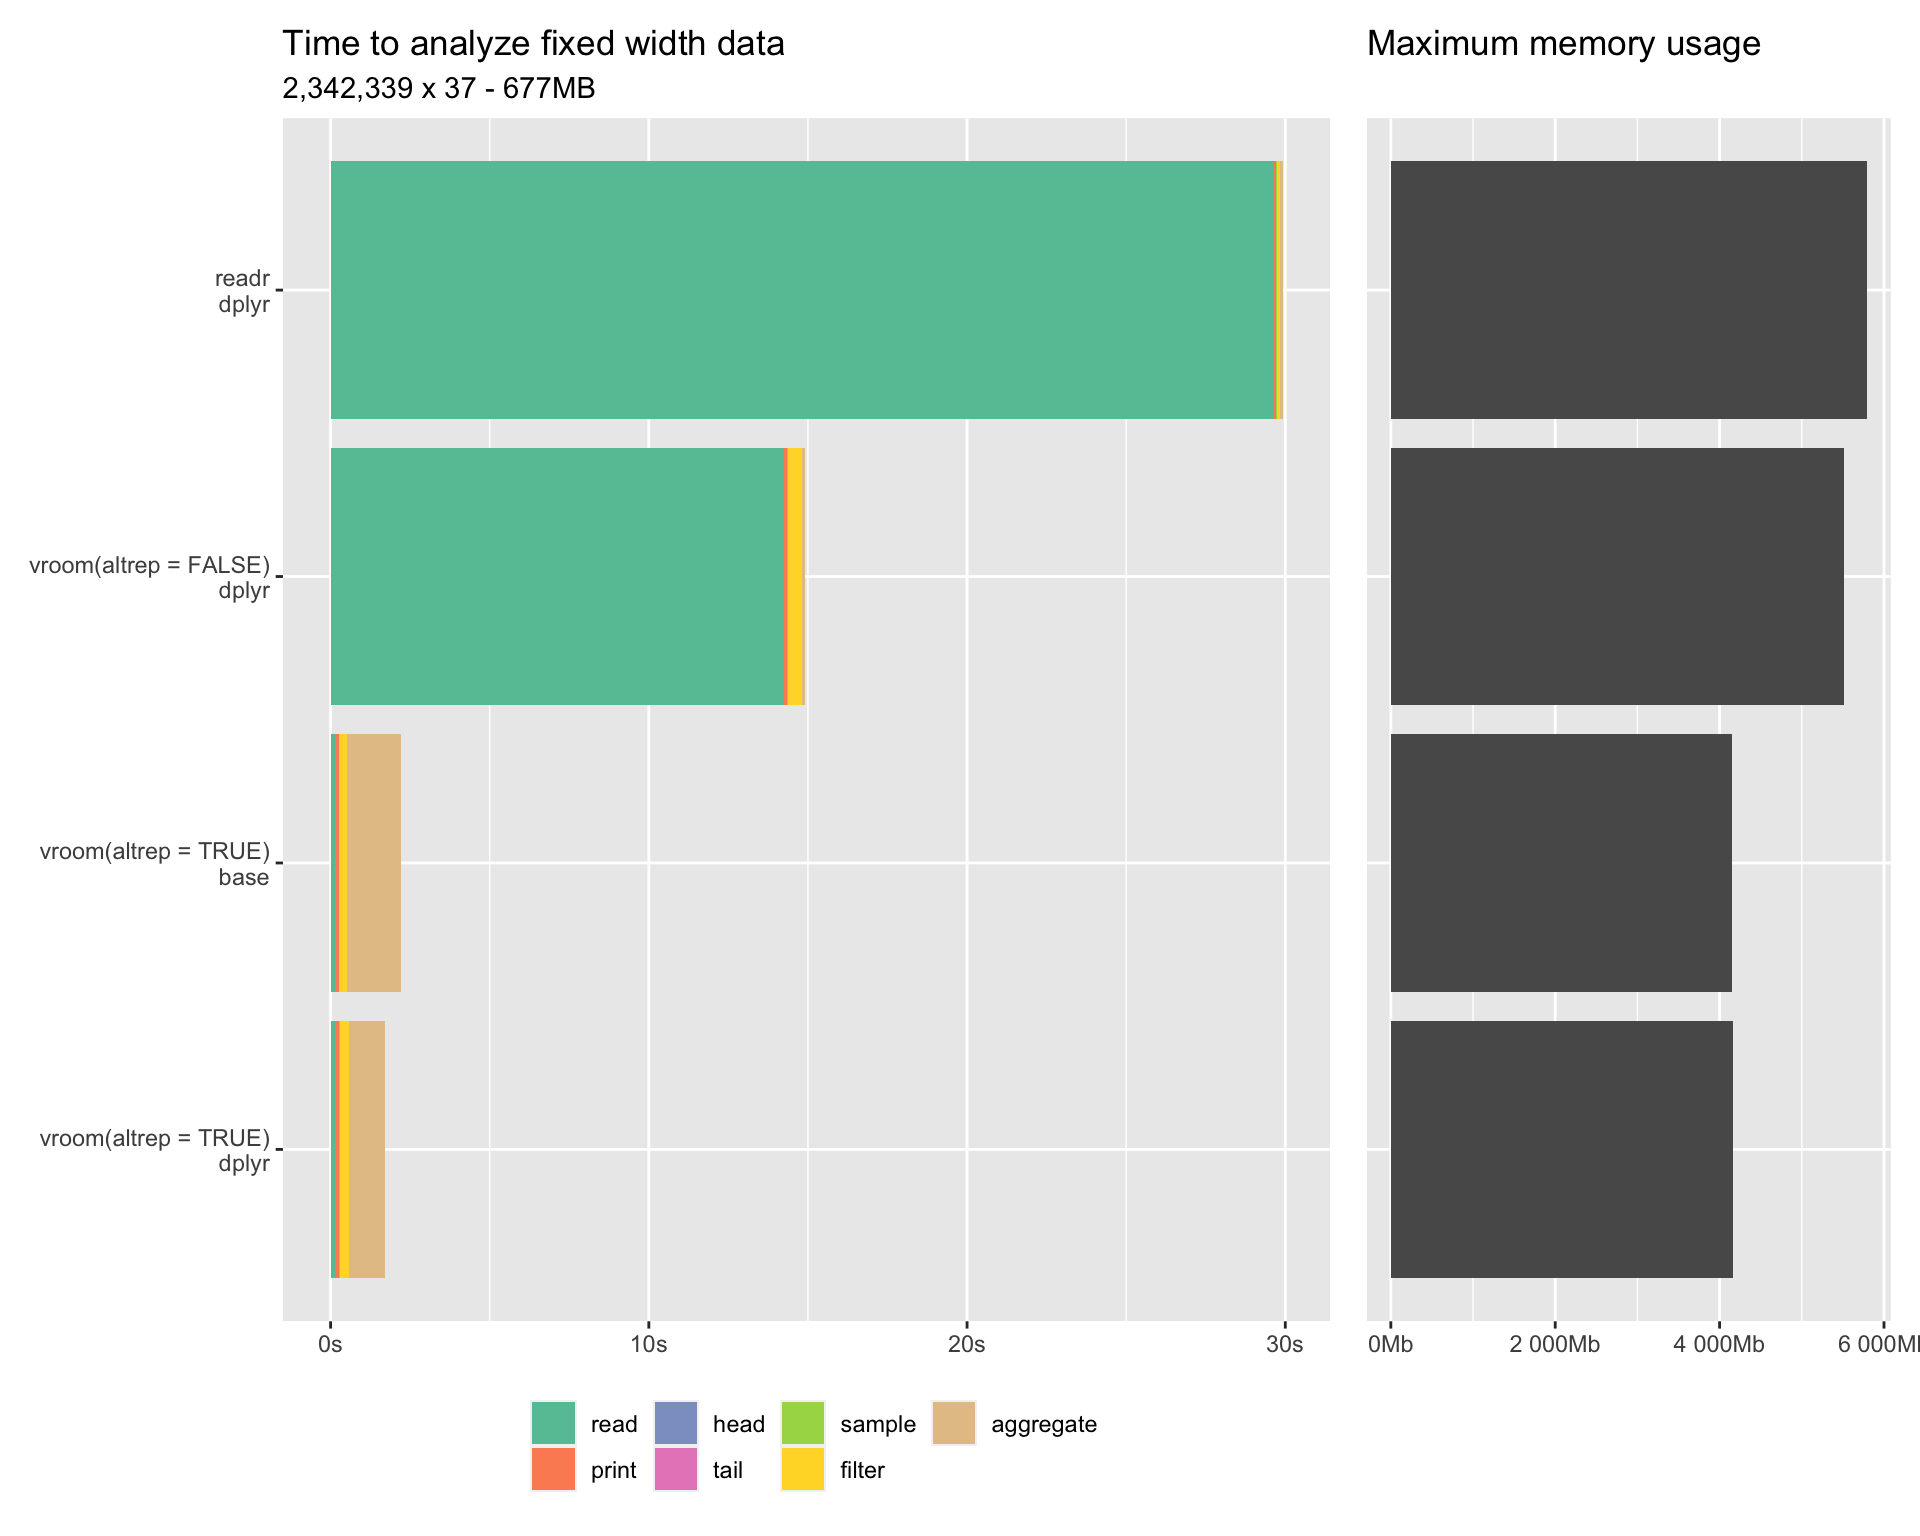 Time to analyze fixed width data
2,342,339 x 37 - 677MB
Maximum memory usage
readr
dplyr
vroom(altrep = FALSE)
dplyr
vroom(altrep = TRUE)
base
vroom(altrep = TRUE)
dplyr
0s 10s 20s 30s
0Mb 2 000Mb 4 000Mb 6 000M
read head sample aggregate
print tail filter